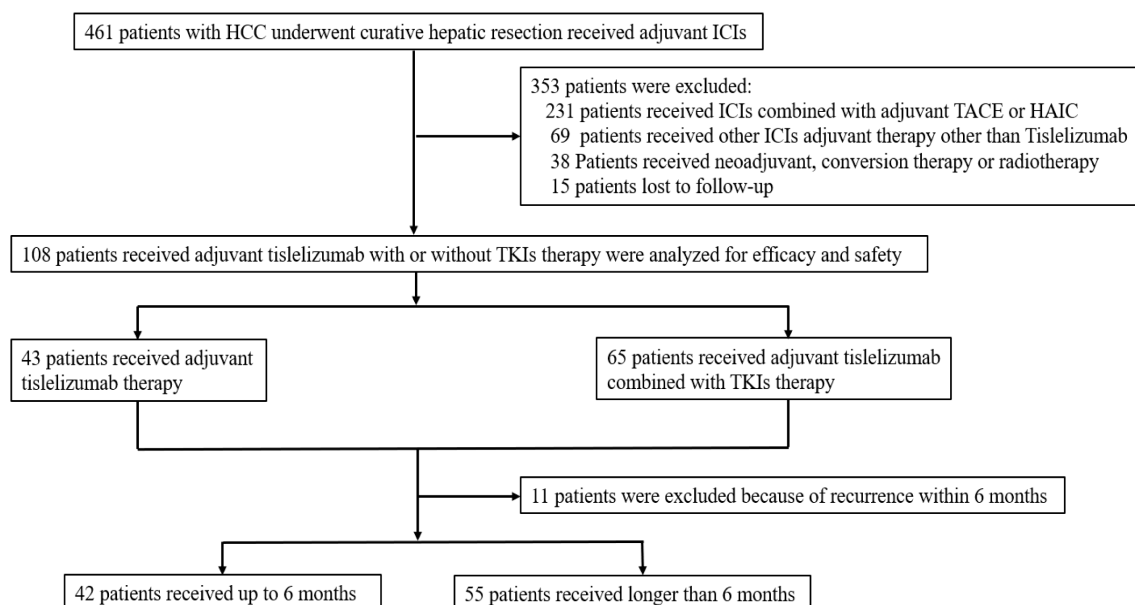 461 patients with HCC underwent curative hepatic resection received adjuvant ICIs
353 patients were excluded:
231 patients received ICIs combined with adjuvant TACE or HAIC
69 patients received other ICIs adjuvant therapy other than Tislelizumab
38 Patients received neoadjuvant, conversion therapy or radiotherapy
15 patients lost to follow-up
108 patients received adjuvant tislelizumab with or without TKIs therapy were analyzed for efficacy and safety
43 patients received adjuvant
tislelizumab therapy
65 patients received adjuvant tislelizumab
combined with TKIs therapy
11 patients were excluded because of recurrence within 6 months
42 patients received up to 6 months
55 patients received longer than 6 months